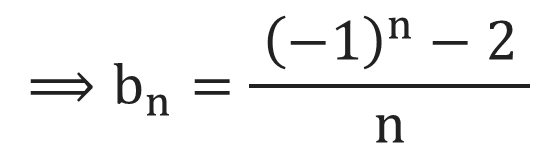 ⟹ bₙ = ((−1)ⁿ − 2)/n